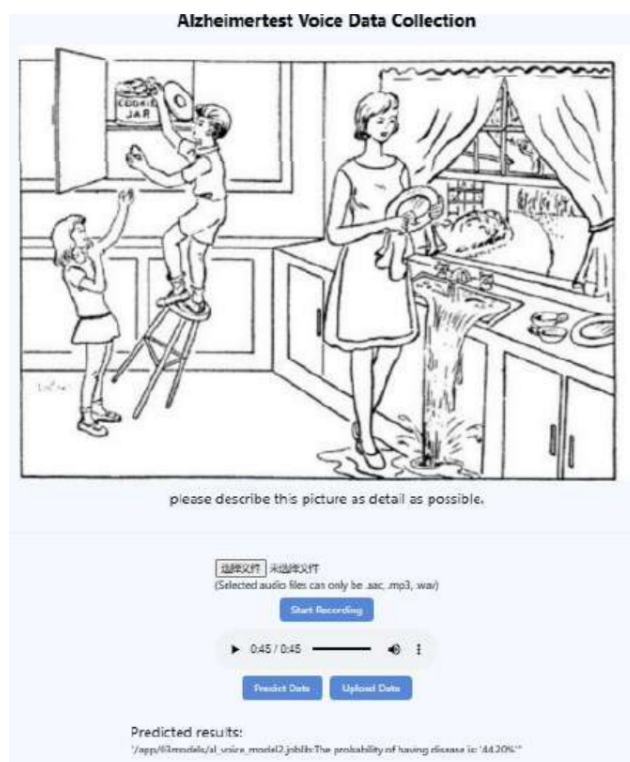 Alzheimertest Voice Data Collection
COOKIE
JAR
please describe this picture as detail as possible.
选择文件 未选择文件
(Selected audio files can only be .aac, .mp3, .wav)
Start Recording
0:45 / 0:45
Predict Data
Upload Data
Predicted results:
'/app/63models/al_voice_model2.joblib:The probability of having disease is: '44.20%'"